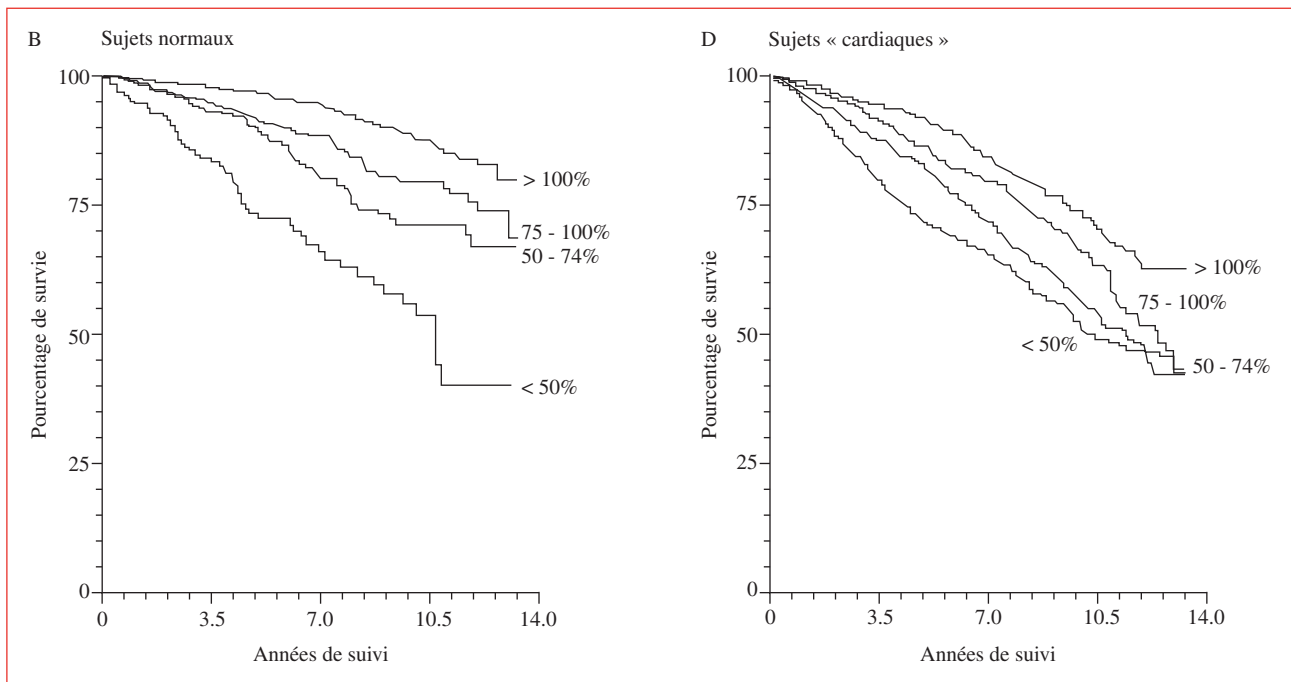 B Sujets normaux
Pourcentage de survie
100
75
50
25
0
> 100%
75 - 100%
50 - 74%
< 50%
0 3.5 7.0 10.5 14.0
Années de suivi
D Sujets « cardiaques »
Pourcentage de survie
100
75
50
25
0
> 100%
75 - 100%
< 50%
50 - 74%
0 3.5 7.0 10.5 14.0
Années de suivi